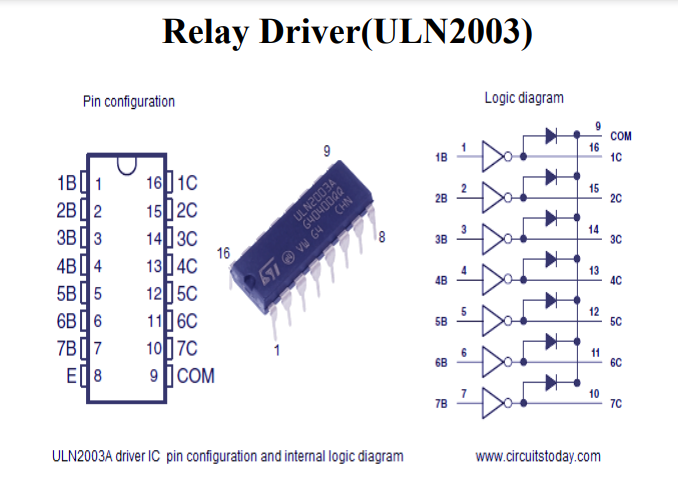 Relay Driver(ULN2003)
Pin configuration
1B 1 16 1C
2B 2 15 2C
3B 3 14 3C
4B 4 13 4C
5B 5 12 5C
6B 6 11 6C
7B 7 10 7C
E 8 9 COM
9
ULN2003A
CHN
VW G4
ST
16
8
1
Logic diagram
9 COM
1B 1 16 1C
2B 2 15 2C
3B 3 14 3C
4B 4 13 4C
5B 5 12 5C
6B 6 11 6C
7B 7 10 7C
ULN2003A driver IC pin configuration and internal logic diagram
www.circuitstoday.com